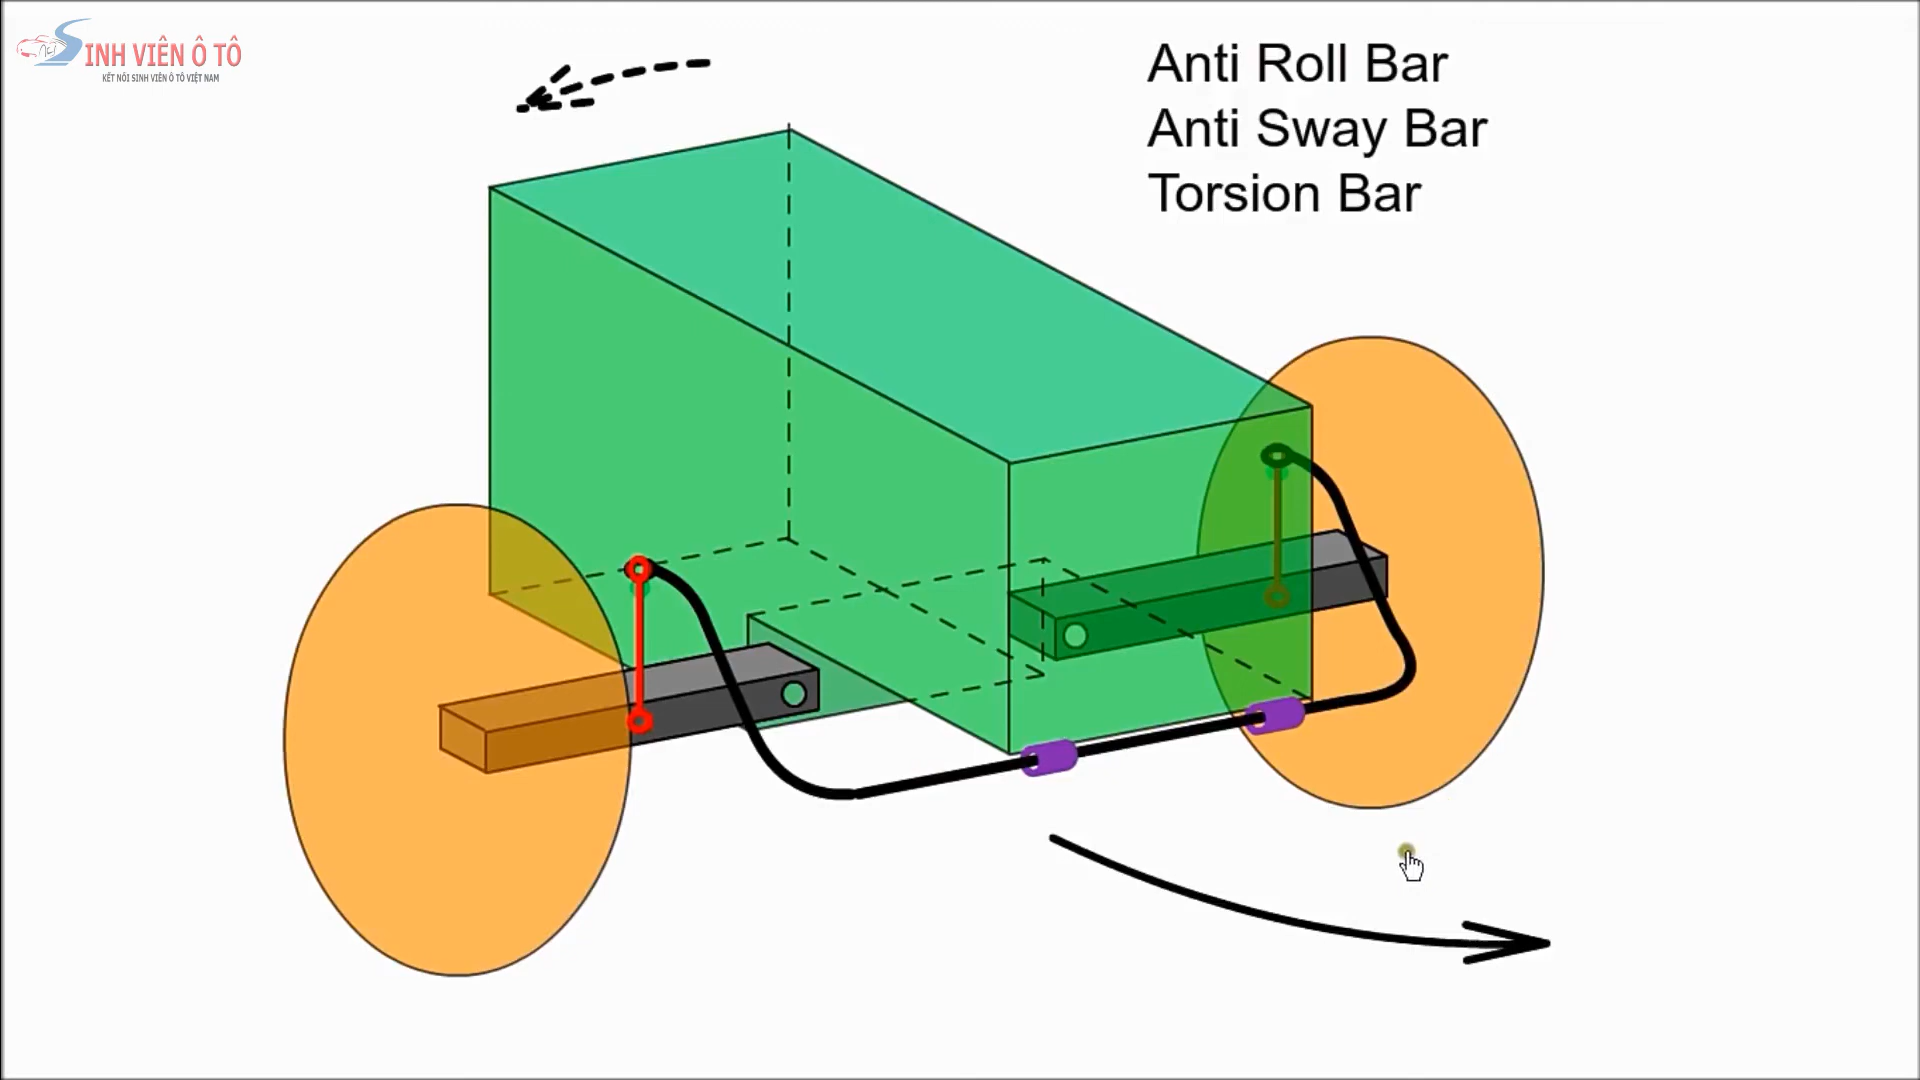 SINH VIÊN Ô TÔ
KẾT NỐI SINH VIÊN Ô TÔ VIỆT NAM
Anti Roll Bar
Anti Sway Bar
Torsion Bar